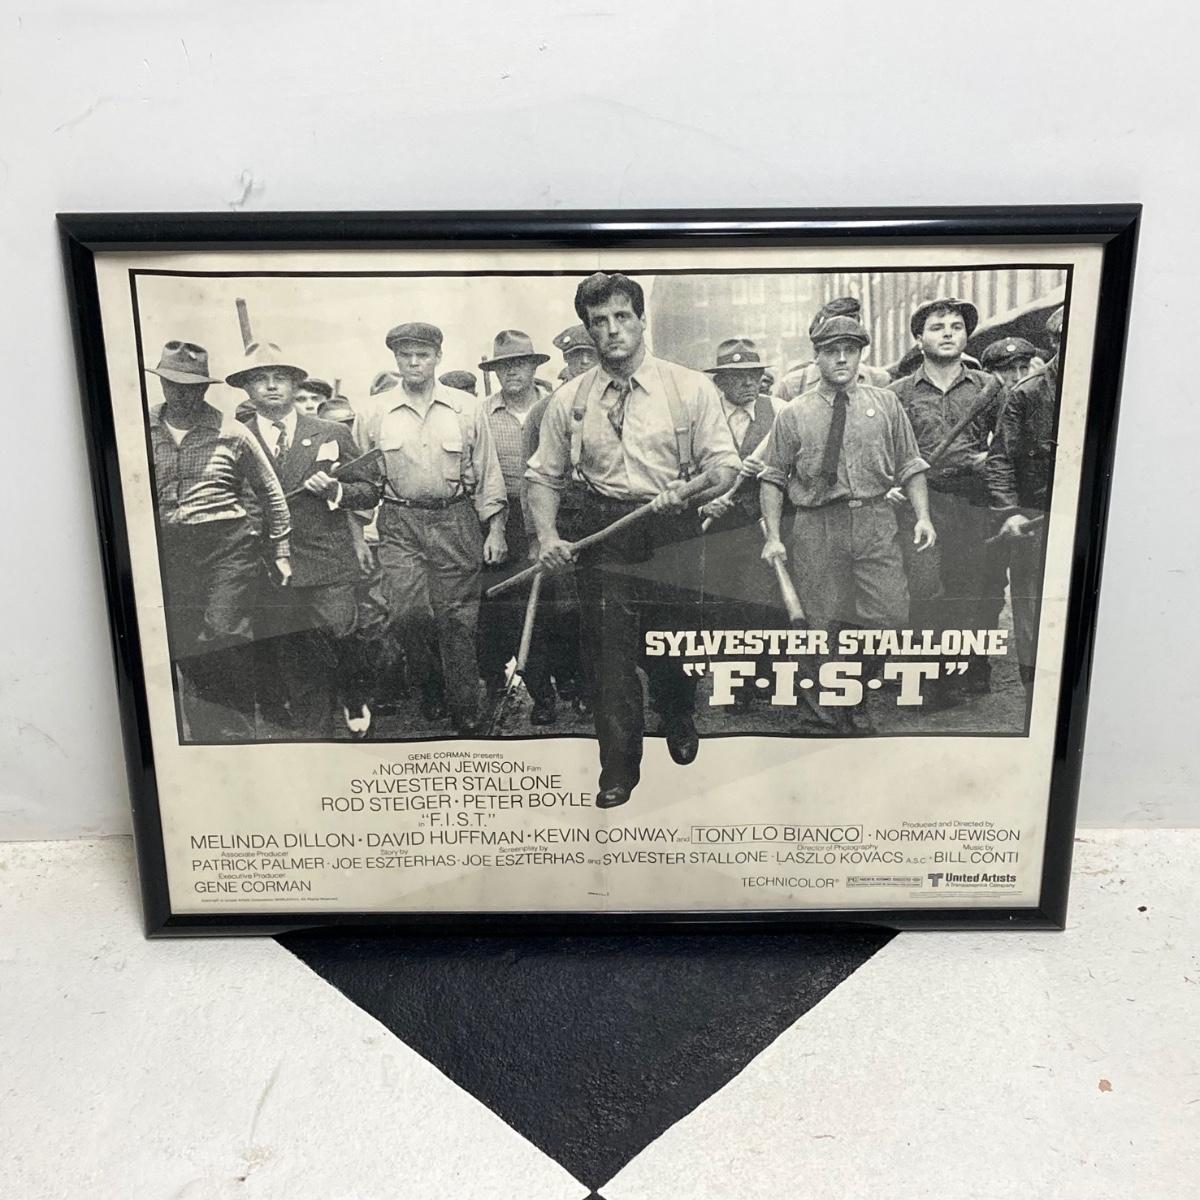 SYLVESTER STALLONE
"F·I·S·T"
GENE CORMAN presents
A NORMAN JEWISON Film
SYLVESTER STALLONE
ROD STEIGER · PETER BOYLE
in "F.I.S.T."
MELINDA DILLON · DAVID HUFFMAN · KEVIN CONWAY and TONY LO BIANCO · Produced and Directed by NORMAN JEWISON
Associate Producer PATRICK PALMER · Story by JOE ESZTERHAS · Screenplay by JOE ESZTERHAS and SYLVESTER STALLONE · Director of Photography LASZLO KOVACS A.S.C. · Music by BILL CONTI
Executive Producer
GENE CORMAN
TECHNICOLOR® PG United Artists
A Transamerica Company